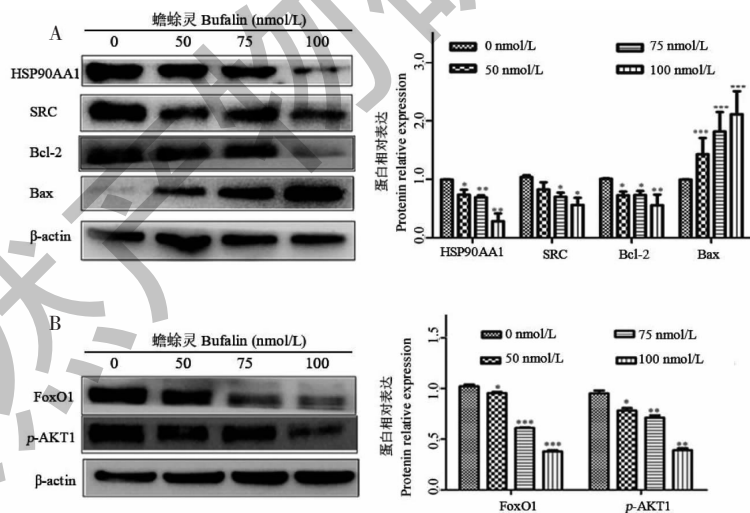 A
蟾蜍灵 Bufalin (nmol/L)
0 50 75 100
HSP90AA1
SRC
Bcl-2
Bax
β-actin
蛋白相对表达
Protenin relative expression
3.0
2.0
1.0
0.0
0 nmol/L
75 nmol/L
50 nmol/L
100 nmol/L
* ** **
* *
* * **
*** *** ***
HSP90AA1 SRC Bcl-2 Bax
B
蟾蜍灵 Bufalin (nmol/L)
0 50 75 100
FoxO1
p-AKT1
β-actin
蛋白相对表达
Protenin relative expression
1.5
1.0
0.5
0.0
0 nmol/L
75 nmol/L
50 nmol/L
100 nmol/L
* *** ***
* ** **
FoxO1 p-AKT1
然产物